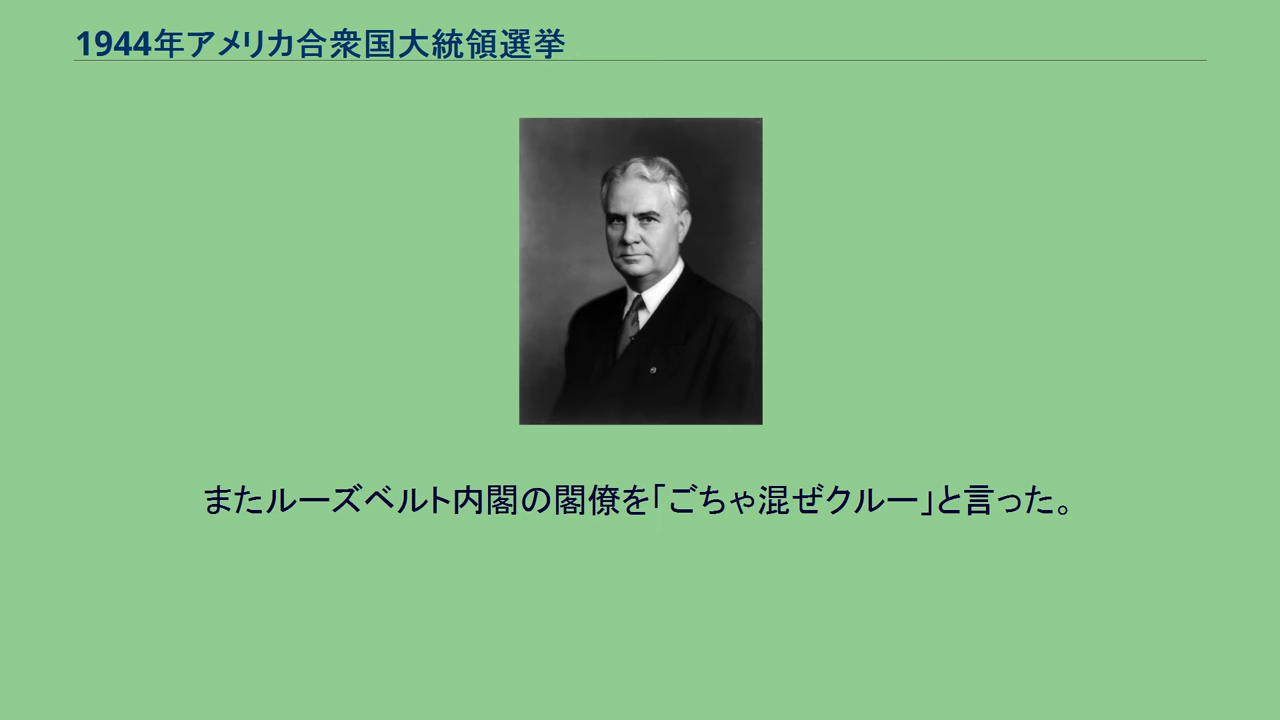 1944年アメリカ合衆国大統領選挙
またルーズベルト内閣の閣僚を「ごちゃ混ぜクルー」と言った。